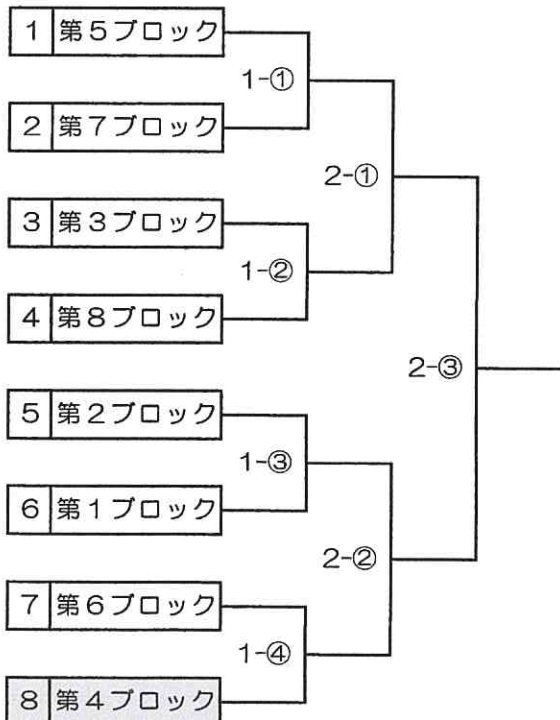 1 第5ブロック
1-①
2 第7ブロック
2-①
3 第3ブロック
1-②
4 第8ブロック
2-③
5 第2ブロック
1-③
6 第1ブロック
2-②
7 第6ブロック
1-④
8 第4ブロック